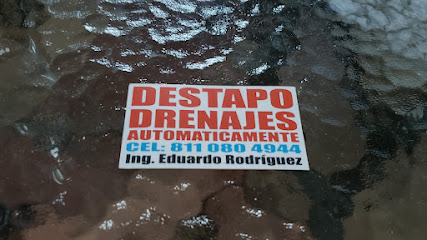 DESTAPO
DRENAJES
AUTOMATICAMENTE
CEL: 811 080 4944
Ing. Eduardo Rodríguez